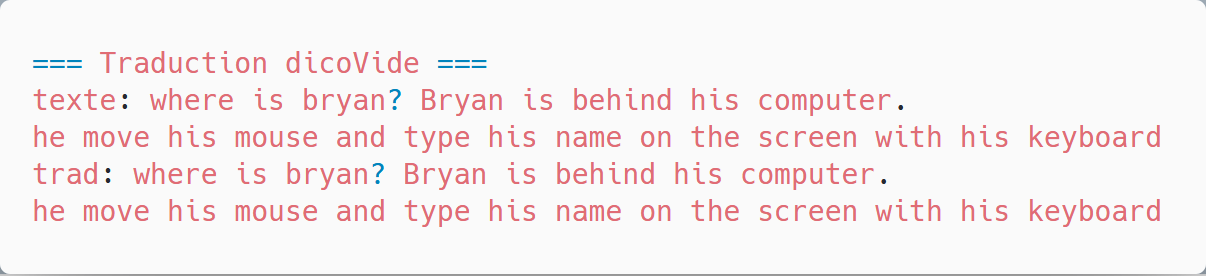 === Traduction dicoVide ===
texte: where is bryan? Bryan is behind his computer.
he move his mouse and type his name on the screen with his keyboard
trad: where is bryan? Bryan is behind his computer.
he move his mouse and type his name on the screen with his keyboard